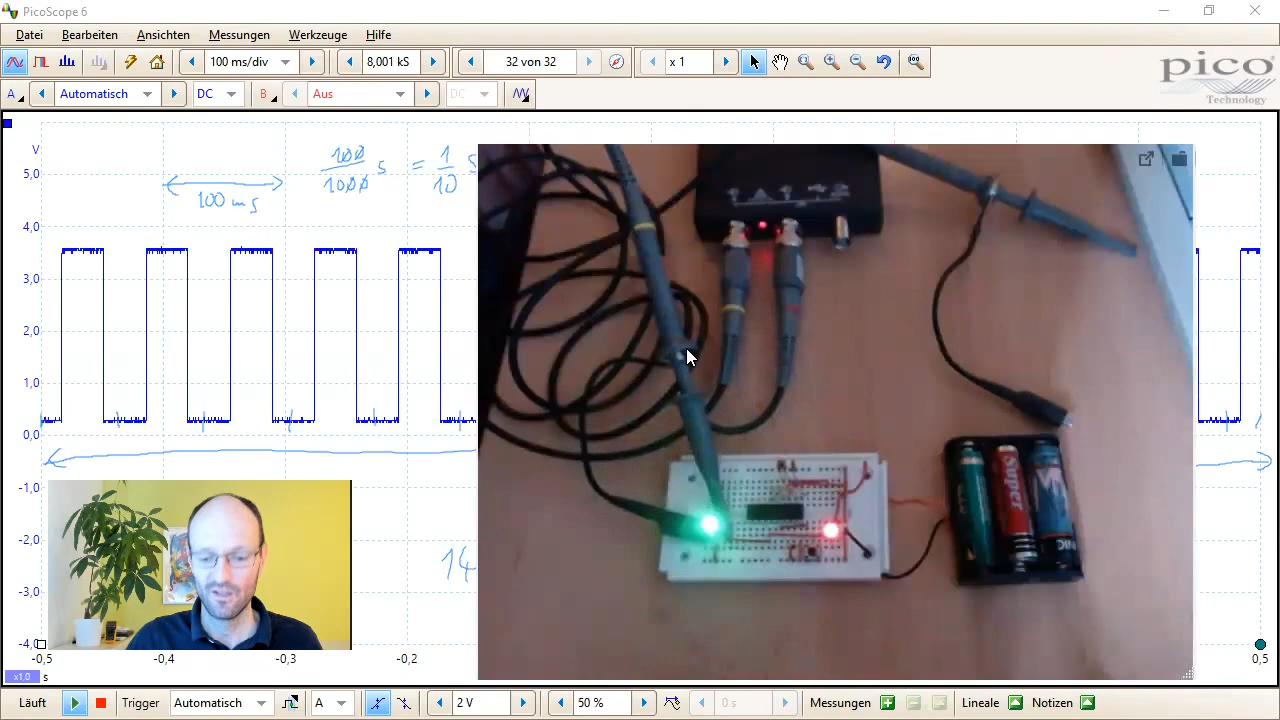 PicoScope 6
Datei Bearbeiten Ansichten Messungen Werkzeuge Hilfe
100 ms/div 8,001 kS 32 von 32 x 1
pico
Technology
A Automatisch DC B Aus DC
V
5,0
4,0
3,0
2,0
1,0
0,0
-1,0
-2,0
-3,0
-4,0
100 ms
100/1000 s = 1/10 s
14
Super
-0,5 -0,4 -0,3 -0,2 0,5
x1,0 s
Läuft Trigger Automatisch A 2 V 50 % 0 s Messungen Lineale Notizen